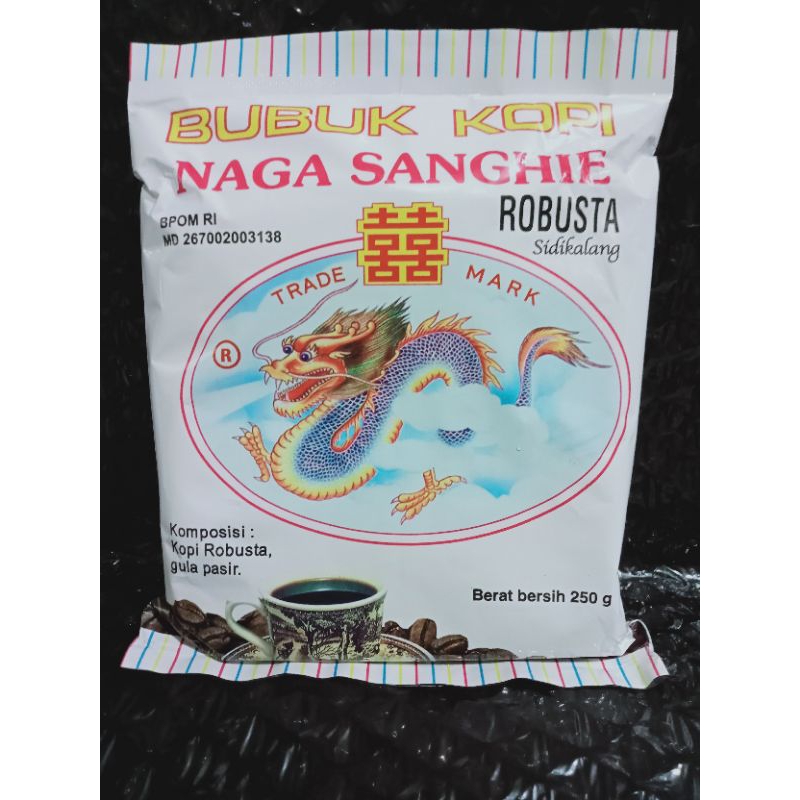 BUBUK KOPI
NAGA SANGHIE
BPOM RI
MD 267002003138
ROBUSTA
Sidikalang
囍
TRADE MARK
R
Komposisi :
Kopi Robusta,
gula pasir.
Berat bersih 250 g